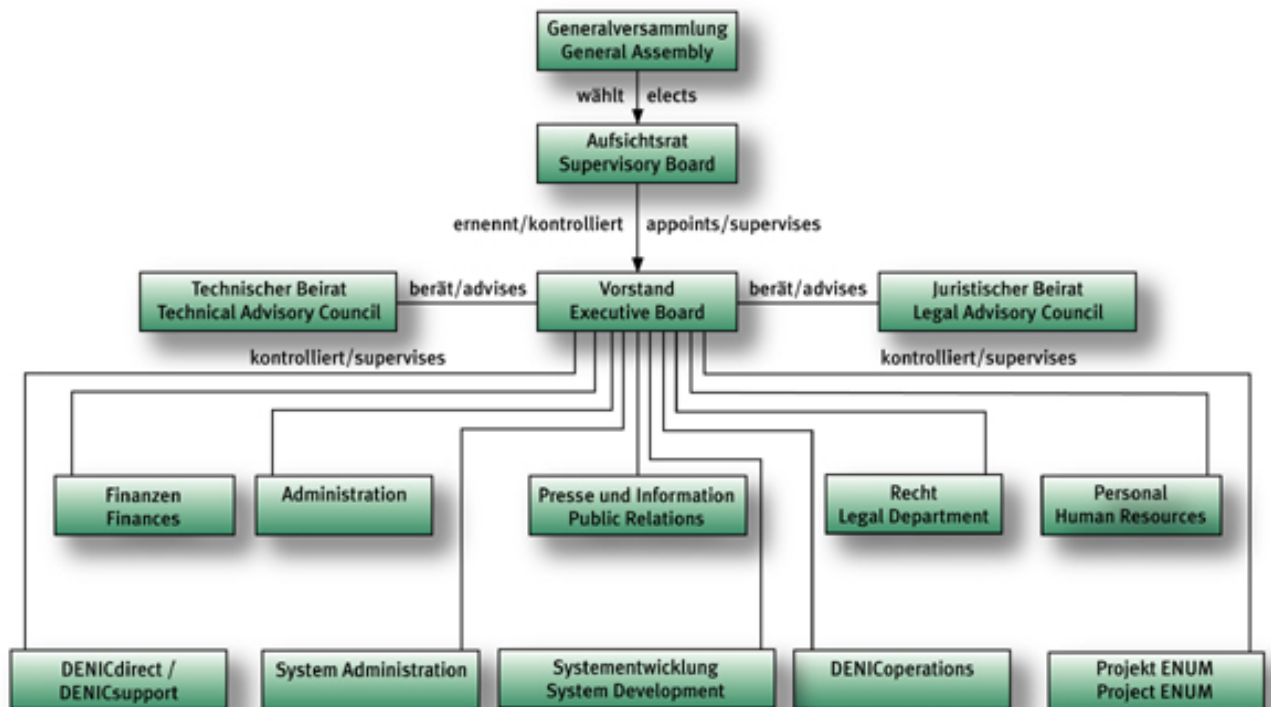 Generalversammlung
General Assembly
wählt elects
Aufsichtsrat
Supervisory Board
ernennt/kontrolliert appoints/supervises
Technischer Beirat
Technical Advisory Council
berät/advises
Vorstand
Executive Board
berät/advises
Juristischer Beirat
Legal Advisory Council
kontrolliert/supervises
kontrolliert/supervises
Finanzen
Finances
Administration
Presse und Information
Public Relations
Recht
Legal Department
Personal
Human Resources
DENICdirect /
DENICsupport
System Administration
Systementwicklung
System Development
DENICoperations
Projekt ENUM
Project ENUM